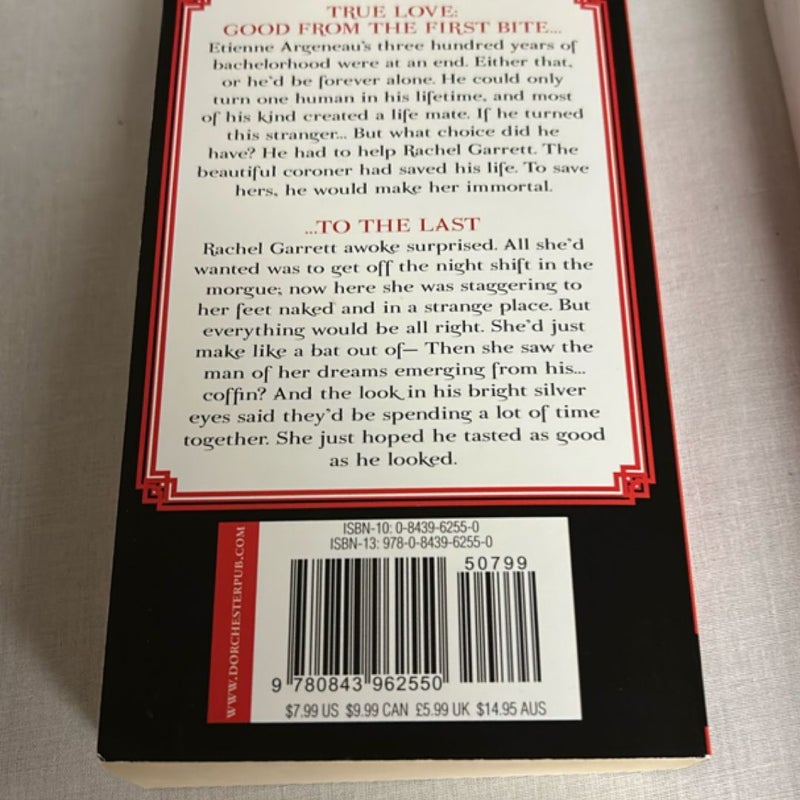 TRUE LOVE:
GOOD FROM THE FIRST BITE...
Etienne Argeneau's three hundred years of
bachelorhood were at an end. Either that,
or he'd be forever alone. He could only
turn one human in his lifetime, and most
of his kind created a life mate. If he turned
this stranger... But what choice did he
have? He had to help Rachel Garrett. The
beautiful coroner had saved his life. To save
hers, he would make her immortal.
...TO THE LAST
Rachel Garrett awoke surprised. All she'd
wanted was to get off the night shift in the
morgue; now here she was staggering to
her feet naked and in a strange place. But
everything would be all right. She'd just
make like a bat out of— Then she saw the
man of her dreams emerging from his...
coffin? And the look in his bright silver
eyes said they'd be spending a lot of time
together. She just hoped he tasted as good
as he looked.
WWW.DORCHESTERPUB.COM
ISBN-10: 0-8439-6255-0
ISBN-13: 978-0-8439-6255-0
50799
9 780843 962550
$7.99 US $9.99 CAN £5.99 UK $14.95 AUS